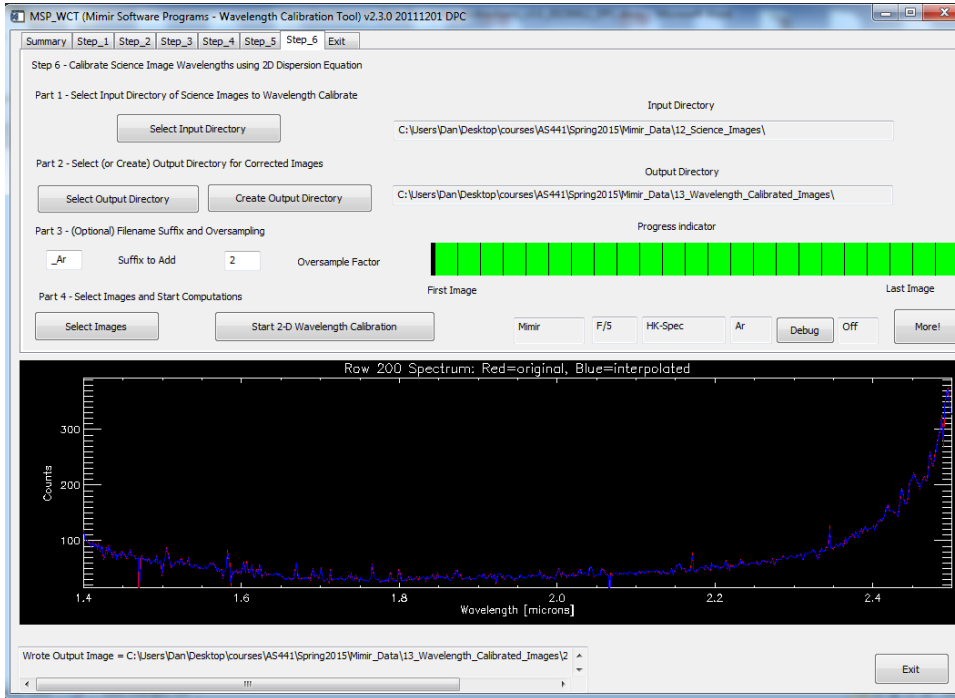 MSP_WCT (Mimir Software Programs - Wavelength Calibration Tool) v2.3.0 20111201 DPC
Summary Step_1 Step_2 Step_3 Step_4 Step_5 Step_6 Exit
Step 6 - Calibrate Science Image Wavelengths using 2D Dispersion Equation
Part 1 - Select Input Directory of Science Images to Wavelength Calibrate
Input Directory
Select Input Directory
C:\Users\Dan\Desktop\courses\AS441\Spring2015\Mimir_Data\12_Science_Images\
Part 2 - Select (or Create) Output Directory for Corrected Images
Output Directory
Select Output Directory Create Output Directory
C:\Users\Dan\Desktop\courses\AS441\Spring2015\Mimir_Data\13_Wavelength_Calibrated_Images\
Part 3 - (Optional) Filename Suffix and Oversampling
Progress indicator
_Ar Suffix to Add 2 Oversample Factor
First Image Last Image
Part 4 - Select Images and Start Computations
Select Images Start 2-D Wavelength Calibration
Mimir F/5 HK-Spec Ar Debug Off More!
Row 200 Spectrum: Red=original, Blue=interpolated
300
200
100
Counts
1.4 1.6 1.8 2.0 2.2 2.4
Wavelength [microns]
Wrote Output Image = C:\Users\Dan\Desktop\courses\AS441\Spring2015\Mimir_Data\13_Wavelength_Calibrated_Images\2
Exit